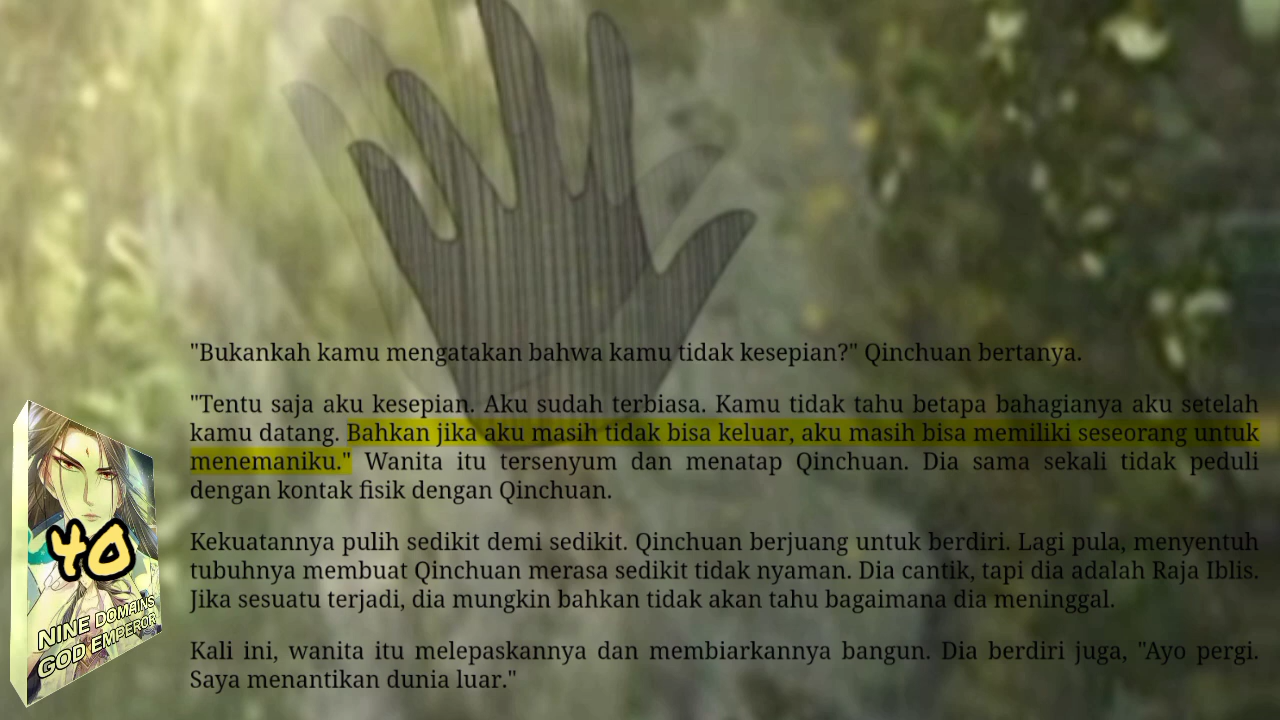 "Bukankah kamu mengatakan bahwa kamu tidak kesepian?" Qinchuan bertanya.
"Tentu saja aku kesepian. Aku sudah terbiasa. Kamu tidak tahu betapa bahagianya aku setelah
kamu datang. Bahkan jika aku masih tidak bisa keluar, aku masih bisa memiliki seseorang untuk
menemaniku." Wanita itu tersenyum dan menatap Qinchuan. Dia sama sekali tidak peduli
dengan kontak fisik dengan Qinchuan.
Kekuatannya pulih sedikit demi sedikit. Qinchuan berjuang untuk berdiri. Lagi pula, menyentuh
tubuhnya membuat Qinchuan merasa sedikit tidak nyaman. Dia cantik, tapi dia adalah Raja Iblis.
Jika sesuatu terjadi, dia mungkin bahkan tidak akan tahu bagaimana dia meninggal.
Kali ini, wanita itu melepaskannya dan membiarkannya bangun. Dia berdiri juga, "Ayo pergi.
Saya menantikan dunia luar."
40
NINE DOMAINS
GOD EMPEROR